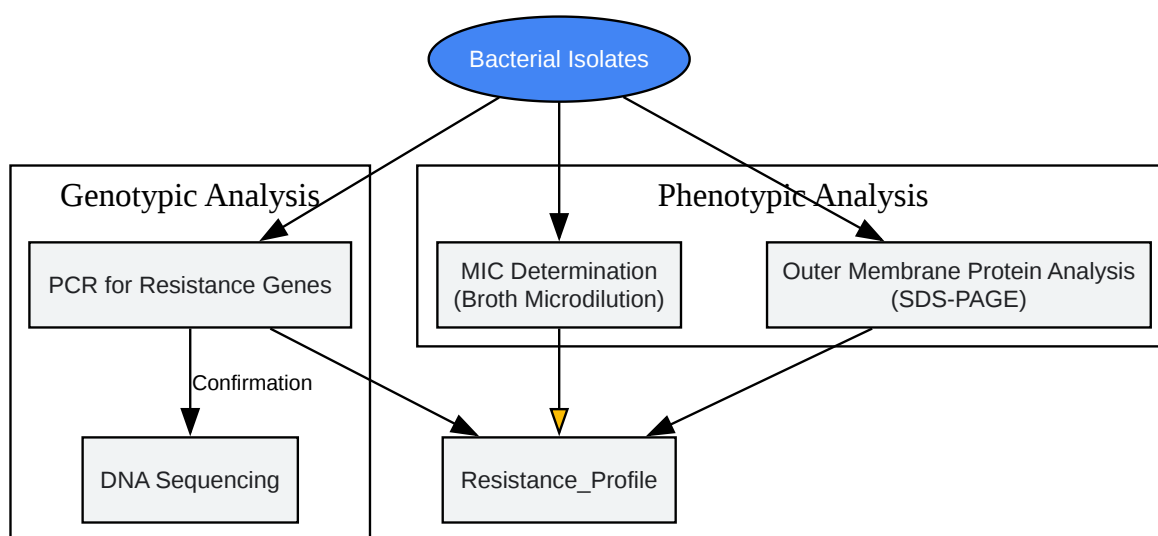 Bacterial Isolates
Genotypic Analysis
Phenotypic Analysis
PCR for Resistance Genes
MIC Determination
(Broth Microdilution)
Outer Membrane Protein Analysis
(SDS-PAGE)
Confirmation
DNA Sequencing
Resistance_Profile